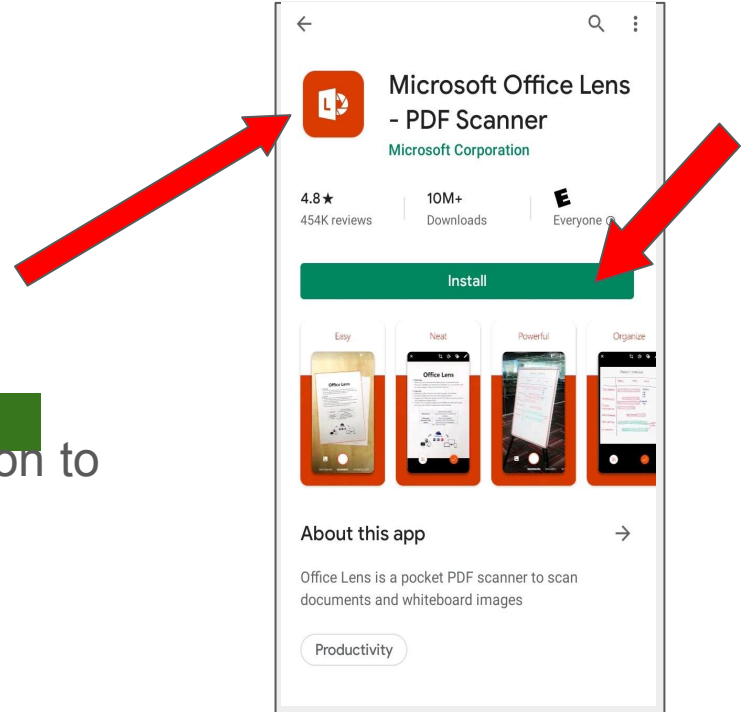 Microsoft Office Lens
- PDF Scanner
Microsoft Corporation
4.8★
454K reviews
10M+
Downloads
E
Everyone
Install
Easy
Neat
Powerful
Organize
Office Lens
Office Lens
to
About this app
Office Lens is a pocket PDF scanner to scan
documents and whiteboard images
Productivity